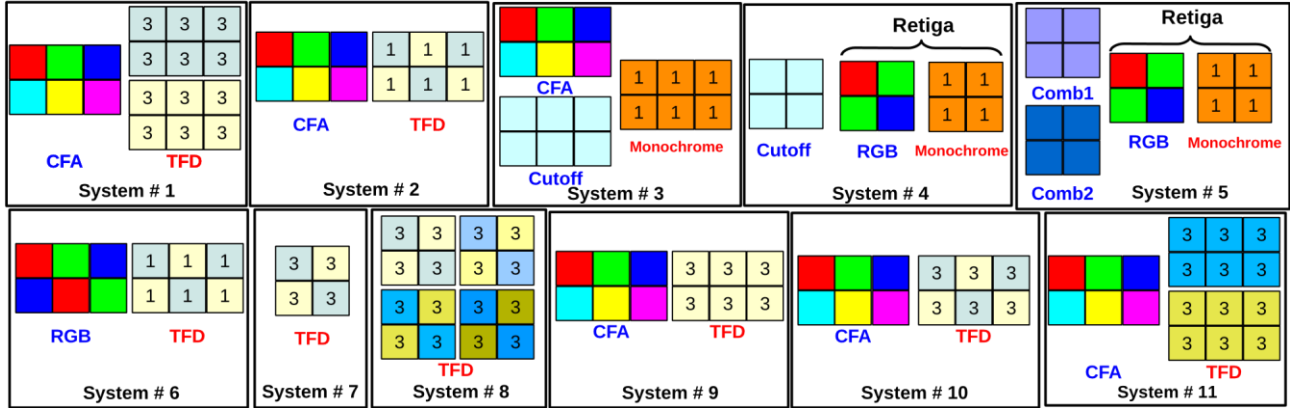 3 3 3
3 3 3
3 3 3
3 3 3
CFA
TFD
System # 1
1 1 1
1 1 1
CFA
TFD
System # 2
CFA
Cutoff
1 1 1
1 1 1
Monochrome
System # 3
Retiga
Cutoff
RGB
1 1
1 1
Monochrome
System # 4
Comb1
Comb2
Retiga
RGB
1 1
1 1
Monochrome
System # 5
RGB
1 1 1
1 1 1
TFD
System # 6
3 3
3 3
TFD
System # 7
3 3 3 3
3 3 3 3
3 3 3 3
3 3 3 3
TFD
System # 8
CFA
3 3 3
3 3 3
TFD
System # 9
CFA
3 3 3
3 3 3
TFD
System # 10
3 3 3
3 3 3
3 3 3
3 3 3
CFA
TFD
System # 11